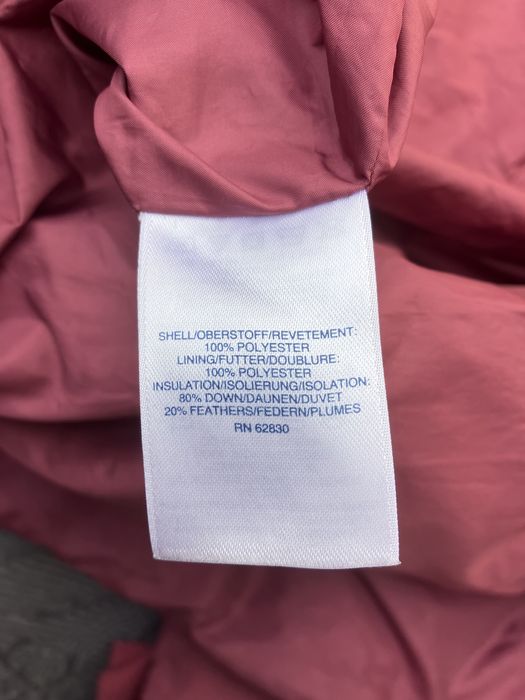 SHELL/OBERSTOFF/REVETEMENT:
100% POLYESTER
LINING/FUTTER/DOUBLURE:
100% POLYESTER
INSULATION/ISOLIERUNG/ISOLATION:
80% DOWN/DAUNEN/DUVET
20% FEATHERS/FEDERN/PLUMES
RN 62830